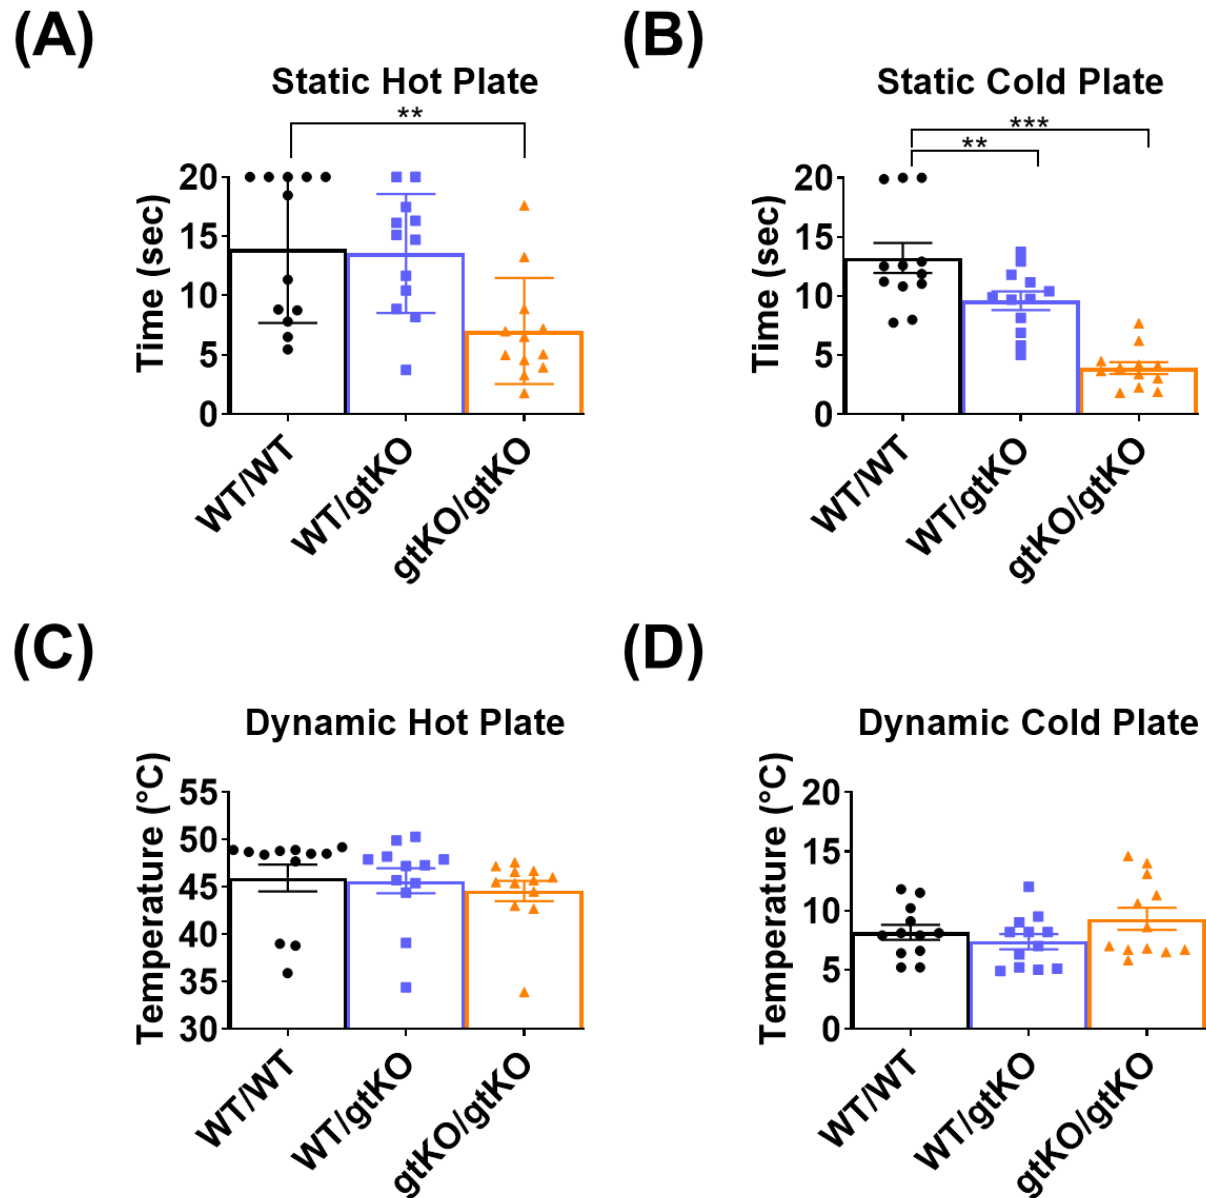 (A)
Static Hot Plate
**
Time (sec)
20
15
10
5
0
WT/WT
WT/gtKO
gtKO/gtKO
(B)
Static Cold Plate
***
**
Time (sec)
20
15
10
5
0
WT/WT
WT/gtKO
gtKO/gtKO
(C)
Dynamic Hot Plate
Temperature (°C)
55
50
45
40
35
30
WT/WT
WT/gtKO
gtKO/gtKO
(D)
Dynamic Cold Plate
Temperature (°C)
20
15
10
5
0
WT/WT
WT/gtKO
gtKO/gtKO